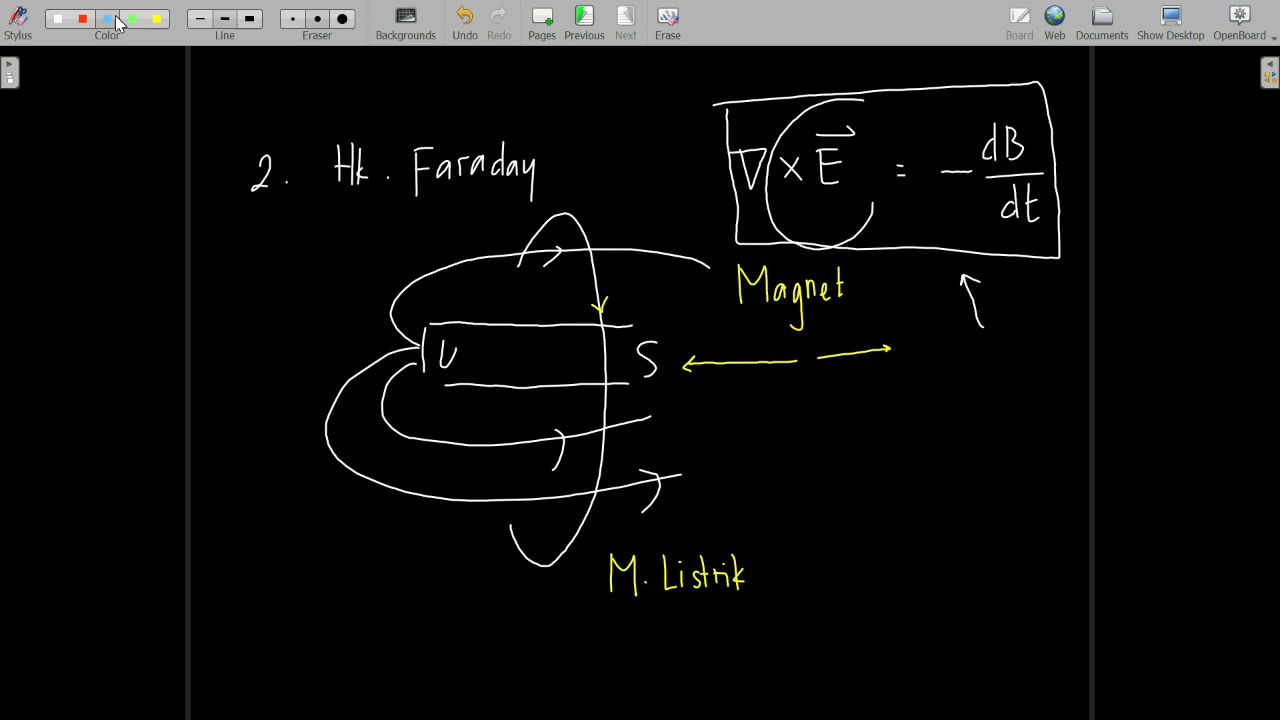 Stylus
Color
Line
Eraser
Backgrounds
Undo
Redo
Pages
Previous
Next
Erase
Board
Web
Documents
Show Desktop
OpenBoard
2. Hk. Faraday
∇ × E⃗ = - dB/dt
Magnet
U S
M. Listrik